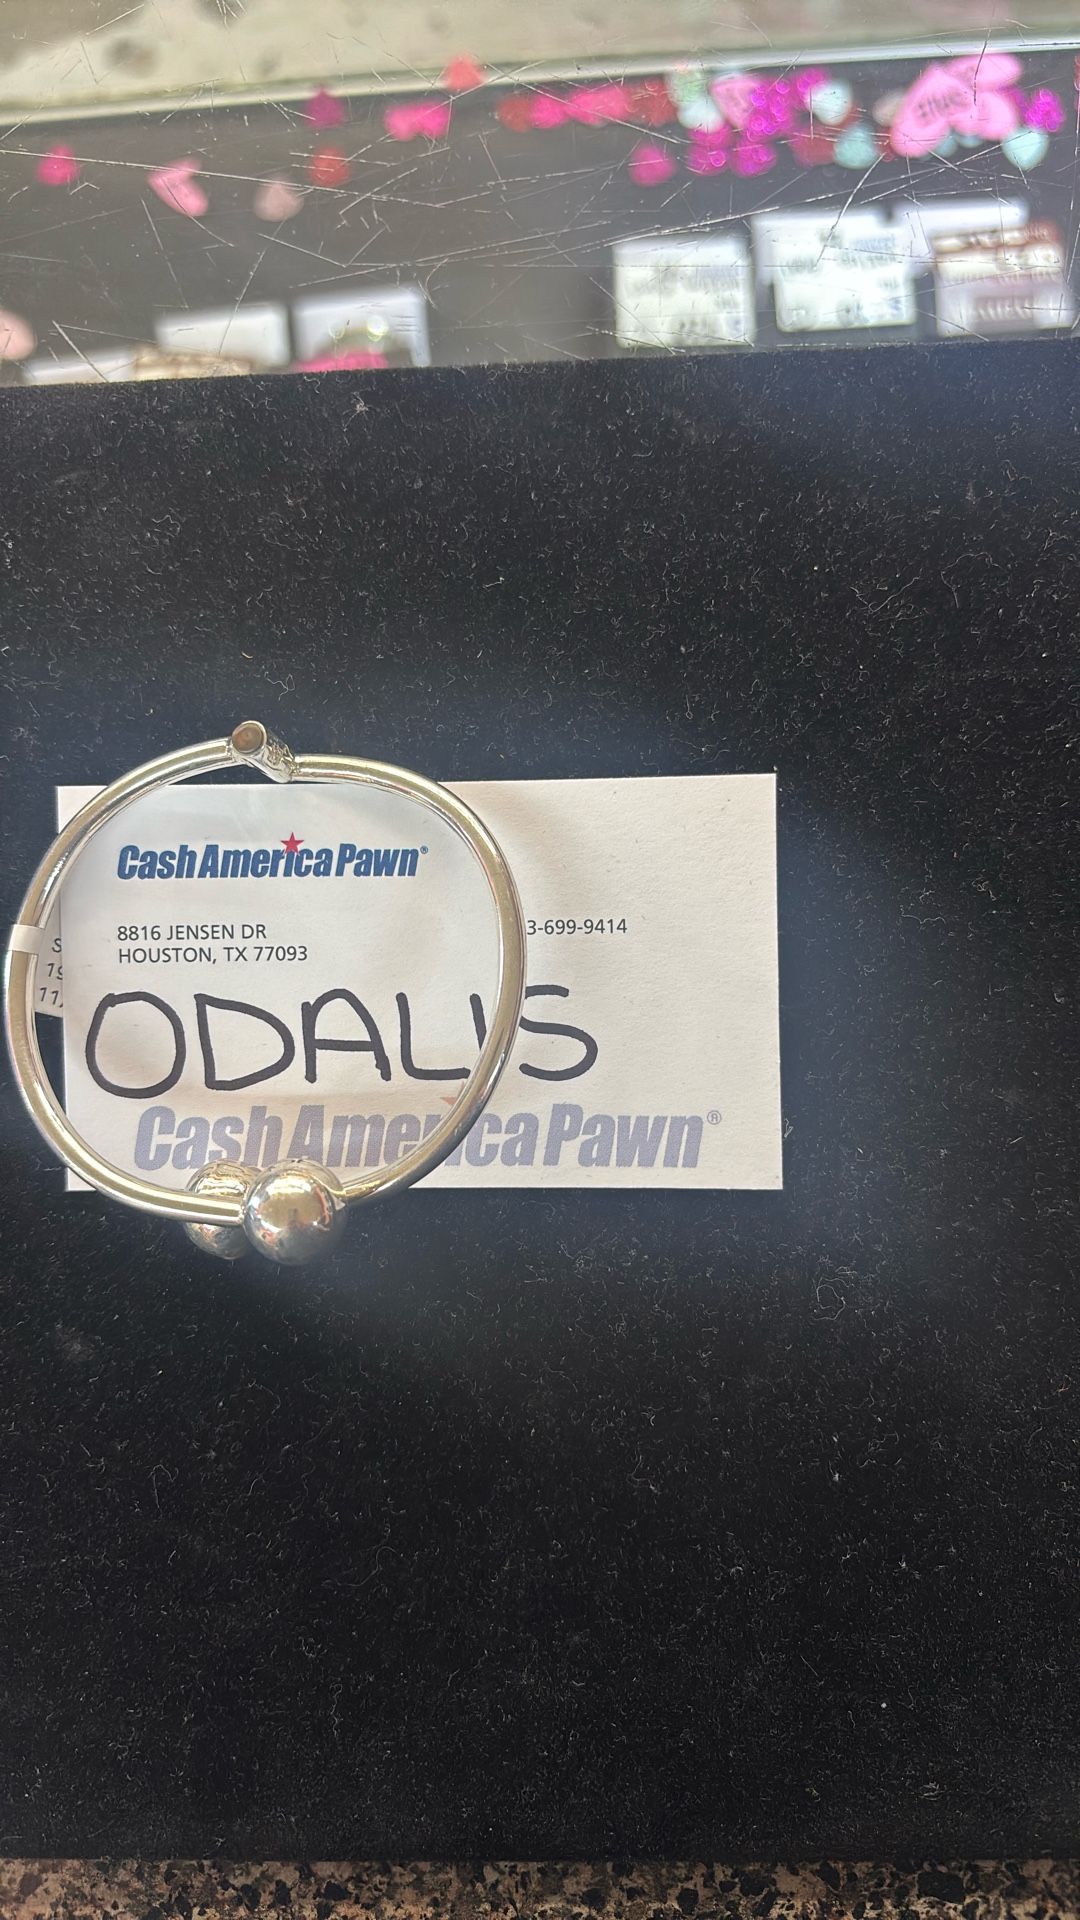 CashAmericaPawn®
8816 JENSEN DR
HOUSTON, TX 77093
3-699-9414
ODALIS
CashAmericaPawn®